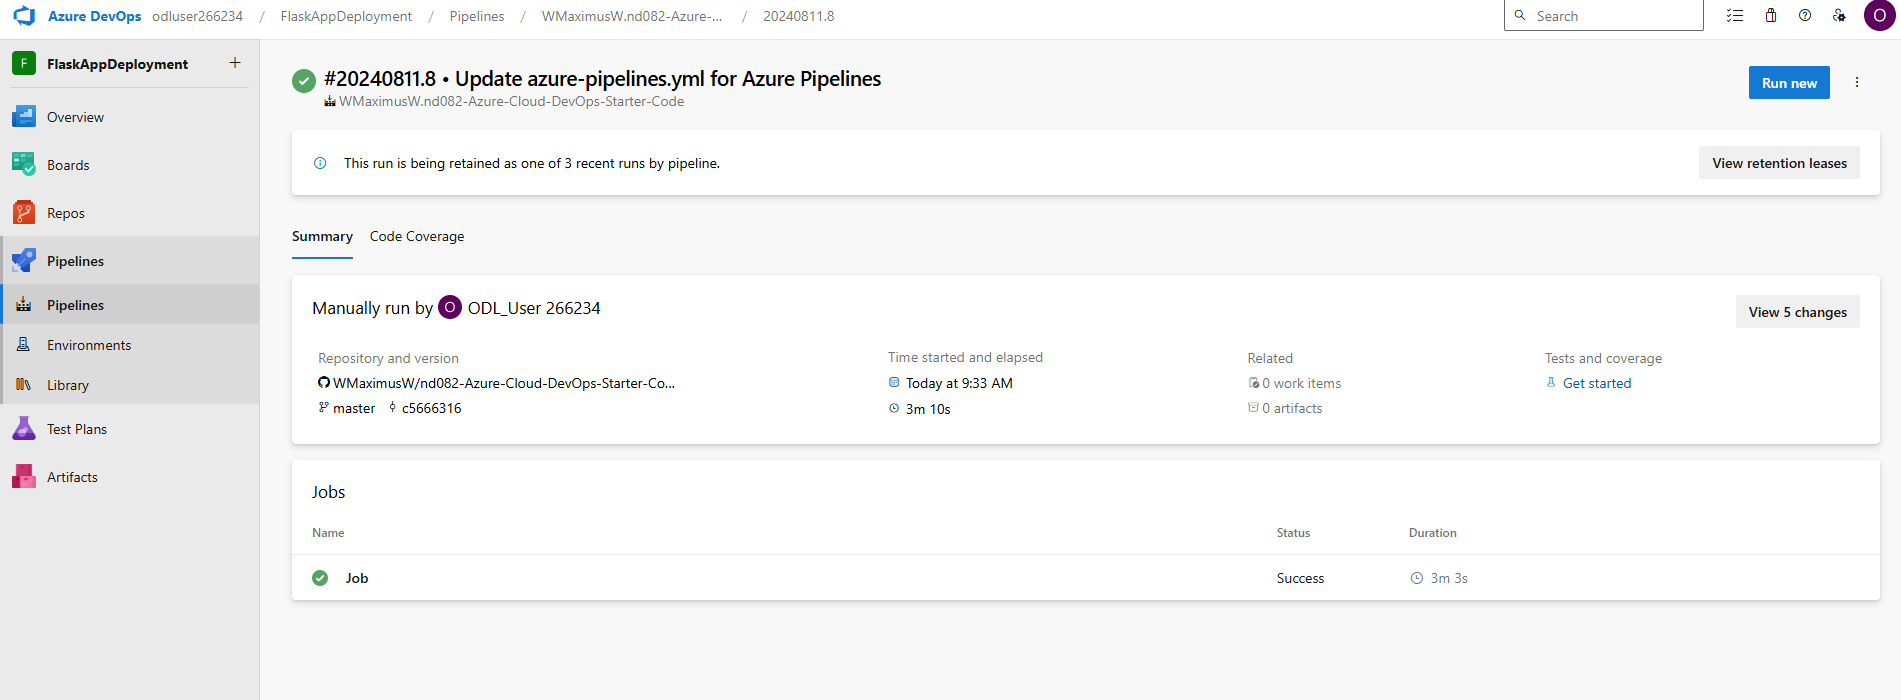 Azure DevOps odluser266234 / FlaskAppDeployment / Pipelines / WMaximusW.nd082-Azure-... / 20240811.8
Search
O
F FlaskAppDeployment +
Overview
Boards
Repos
Pipelines
Pipelines
Environments
Library
Test Plans
Artifacts
#20240811.8 • Update azure-pipelines.yml for Azure Pipelines
WMaximusW.nd082-Azure-Cloud-DevOps-Starter-Code
Run new
This run is being retained as one of 3 recent runs by pipeline.
View retention leases
Summary Code Coverage
Manually run by O ODL_User 266234
View 5 changes
Repository and version
WMaximusW/nd082-Azure-Cloud-DevOps-Starter-Co...
master c5666316
Time started and elapsed
Today at 9:33 AM
3m 10s
Related
0 work items
0 artifacts
Tests and coverage
Get started
Jobs
Name Status Duration
Job Success 3m 3s